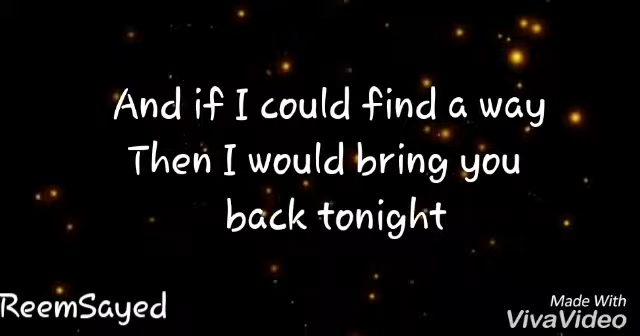 And if I could find a way
Then I would bring you
back tonight
ReemSayed
Made With
VivaVideo